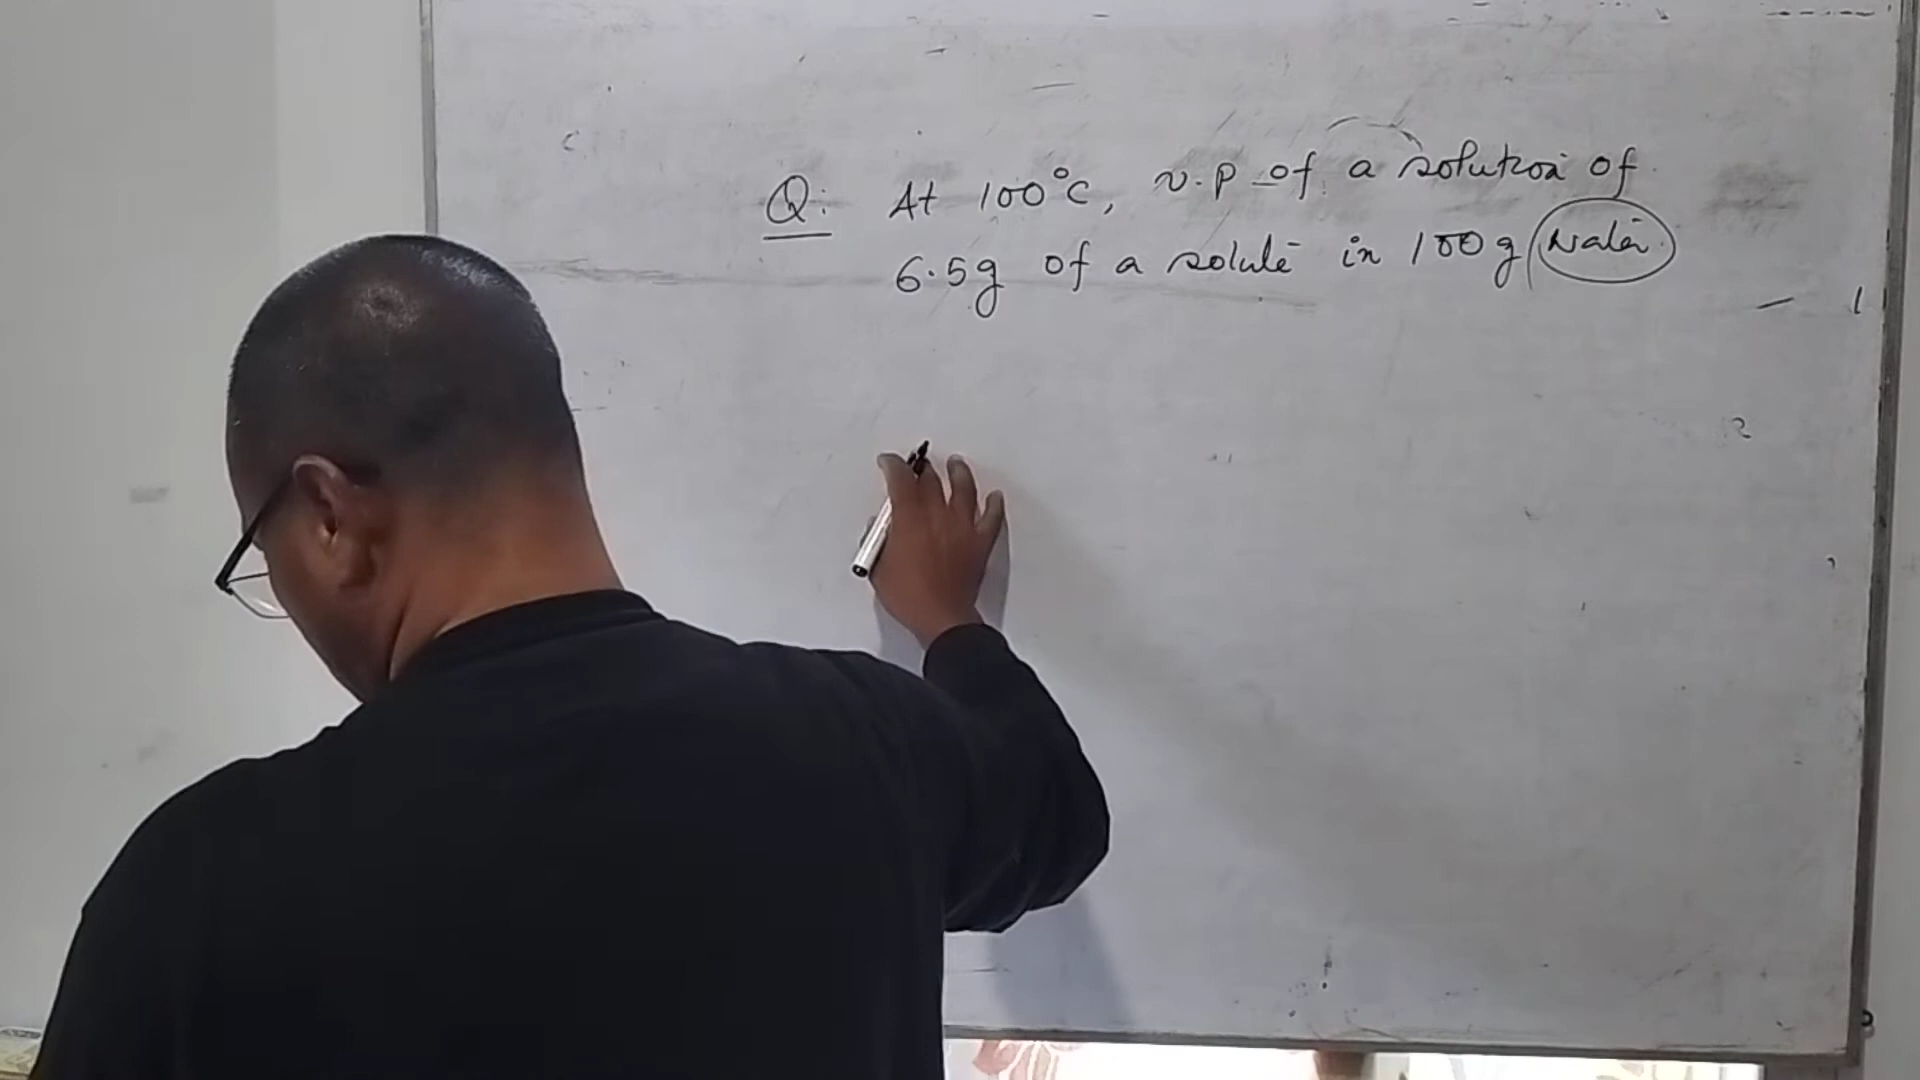 Q: At 100°C, v.p of a solution of
6.5g of a solute in 100g water